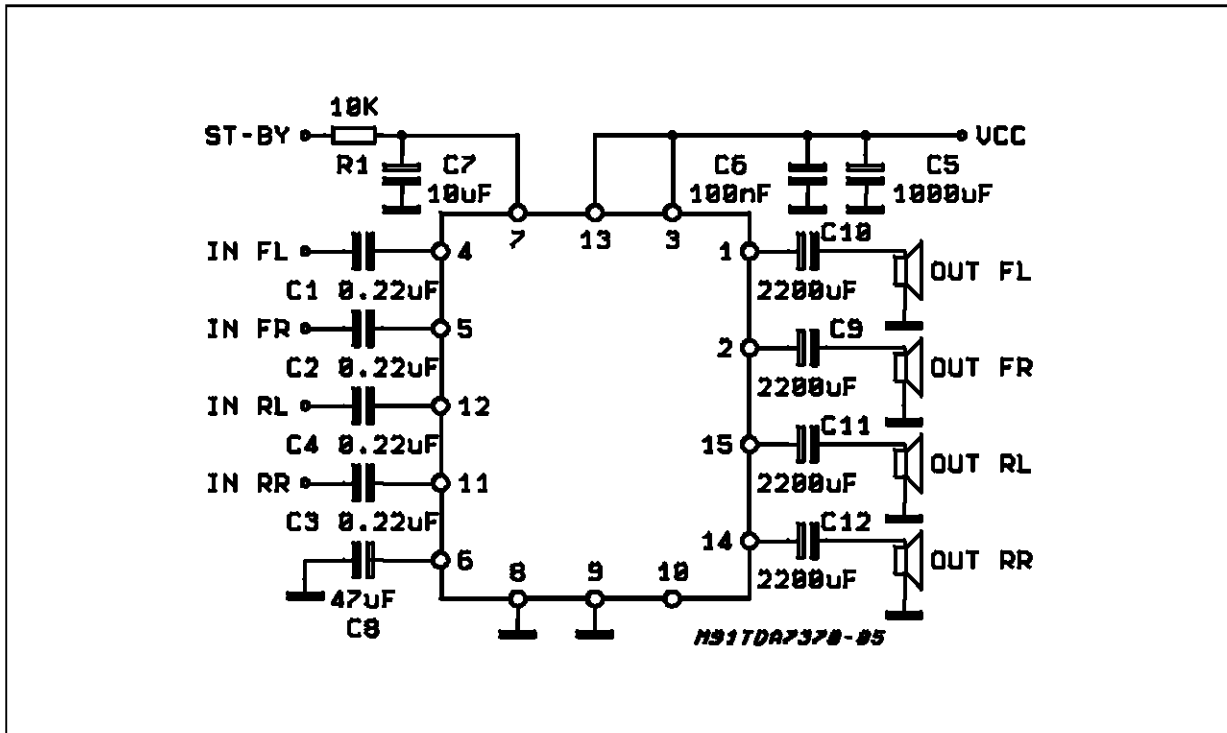 10K
ST-BY
VCC
R1
C7
10uF
C6
100nF
C5
1000uF
7
13
3
IN FL
4
C1 0.22uF
1
C10
2200uF
OUT FL
IN FR
5
C2 0.22uF
2
C9
2200uF
OUT FR
IN RL
12
C4 0.22uF
15
C11
2200uF
OUT RL
IN RR
11
C3 0.22uF
14
C12
2200uF
OUT RR
6
47uF
C8
8
9
10
M91TDA7370-05